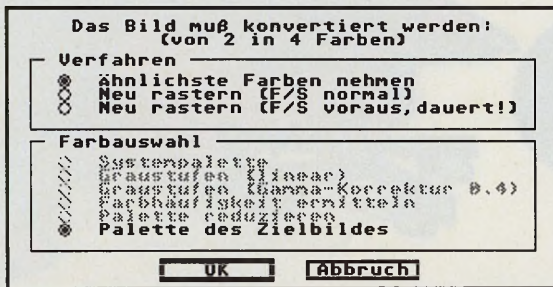 Das Bild muß konvertiert werden:
(von 2 in 4 Farben)
Verfahren
Ähnlichste Farben nehmen
Neu rastern (F/S normal)
Neu rastern (F/S voraus,dauert!)
Farbauswahl
Systempalette
Graustufen (linear)
Graustufen (Gamma-Korrektur 0.4)
Farbhäufigkeit ermitteln
Palette reduzieren
Palette des Zielbildes
OK Abbruch